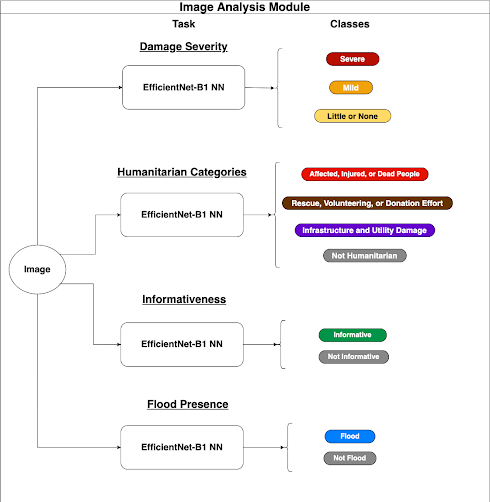 Image Analysis Module
Task
Classes
Damage Severity
EfficientNet-B1 NN
Severe
Mild
Little or None
Humanitarian Categories
EfficientNet-B1 NN
Affected, Injured, or Dead People
Rescue, Volunteering, or Donation Effort
Infrastructure and Utility Damage
Not Humanitarian
Image
Informativeness
EfficientNet-B1 NN
Informative
Not Informative
Flood Presence
EfficientNet-B1 NN
Flood
Not Flood